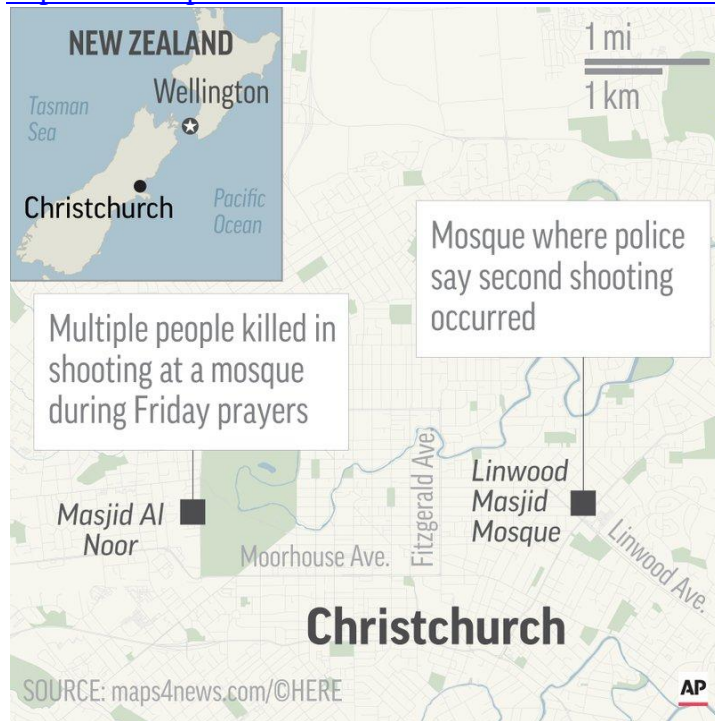 NEW ZEALAND
Wellington
Tasman
Sea
Christchurch
Pacific
Ocean
1 mi
1 km
Mosque where police
say second shooting
occurred
Multiple people killed in
shooting at a mosque
during Friday prayers
Masjid Al
Noor
Moorhouse Ave.
Fitzgerald Ave.
Linwood
Masjid
Mosque
Linwood Ave.
Christchurch
SOURCE: maps4news.com/©HERE
AP